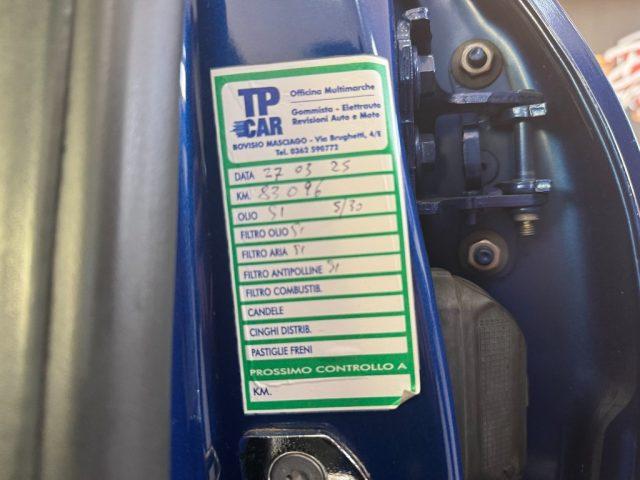 TP CAR
Officina Multimarche
Gommista - Elettrauto
Revisioni Auto e Moto
BOVISIO MASCIAGO - Via Brughetti, 4/E
Tel. 0362 590772
DATA 27 03 25
KM. 83096
OLIO SI 5/30
FILTRO OLIO SI
FILTRO ARIA SI
FILTRO ANTIPOLLINE SI
FILTRO COMBUSTIB.
CANDELE
CINGHI DISTRIB.
PASTIGLIE FRENI
PROSSIMO CONTROLLO A
KM.